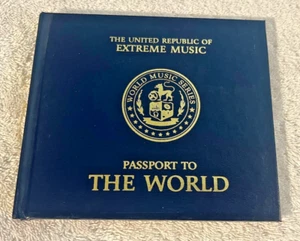 THE UNITED REPUBLIC OF
EXTREME MUSIC
WORLD MUSIC SERIES
PASSPORT TO
THE WORLD